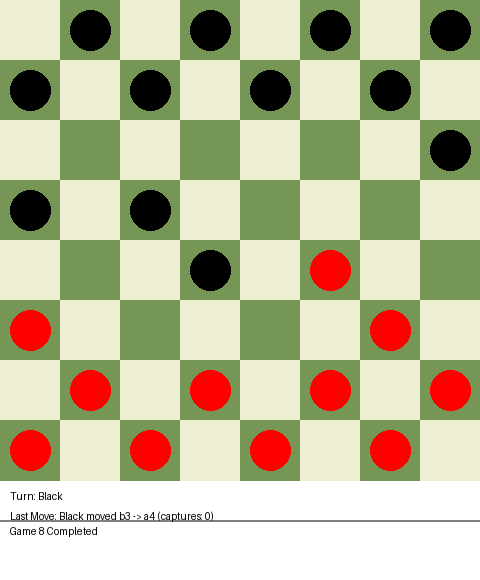 Turn: Black
Last Move: Black moved b3 -> a4 (captures: 0)
Game 8 Completed